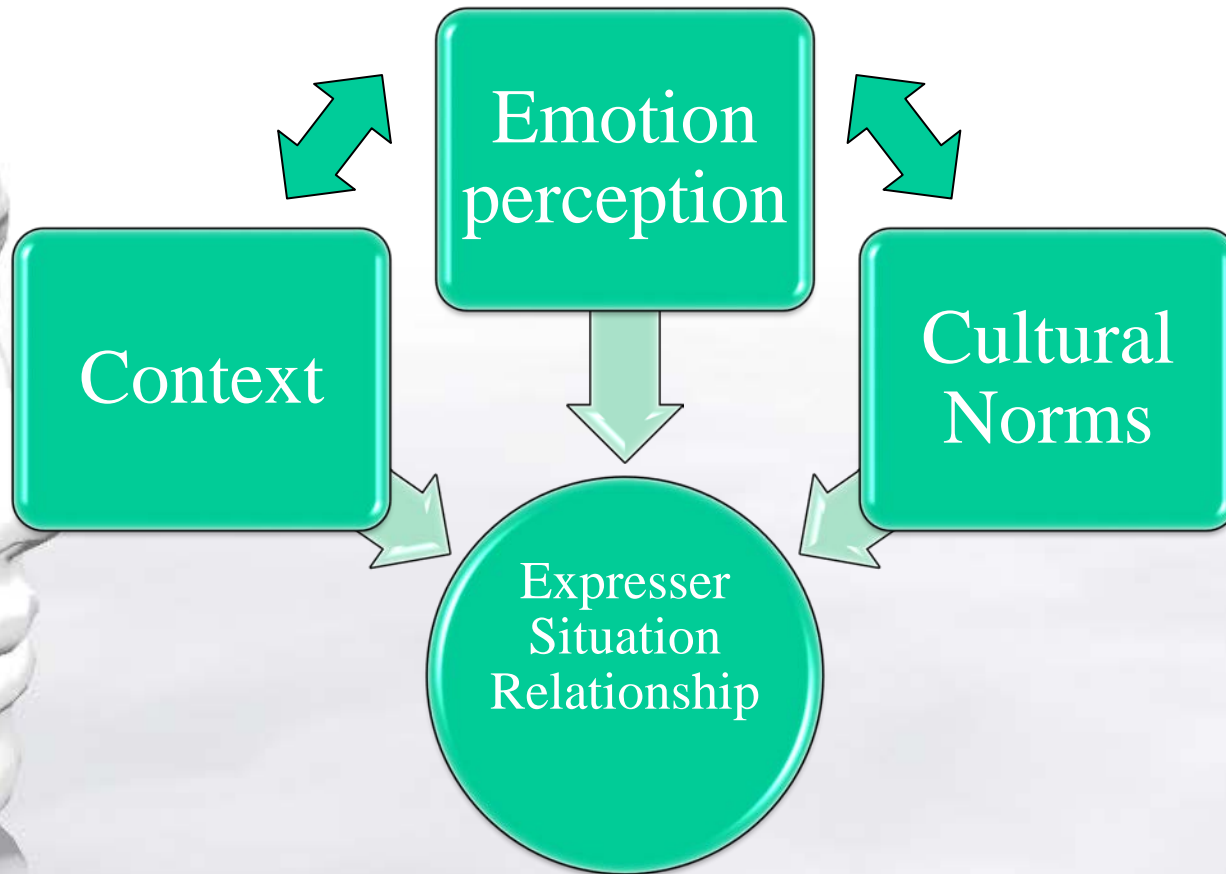 Emotion
perception
Context
Cultural
Norms
Expresser
Situation
Relationship